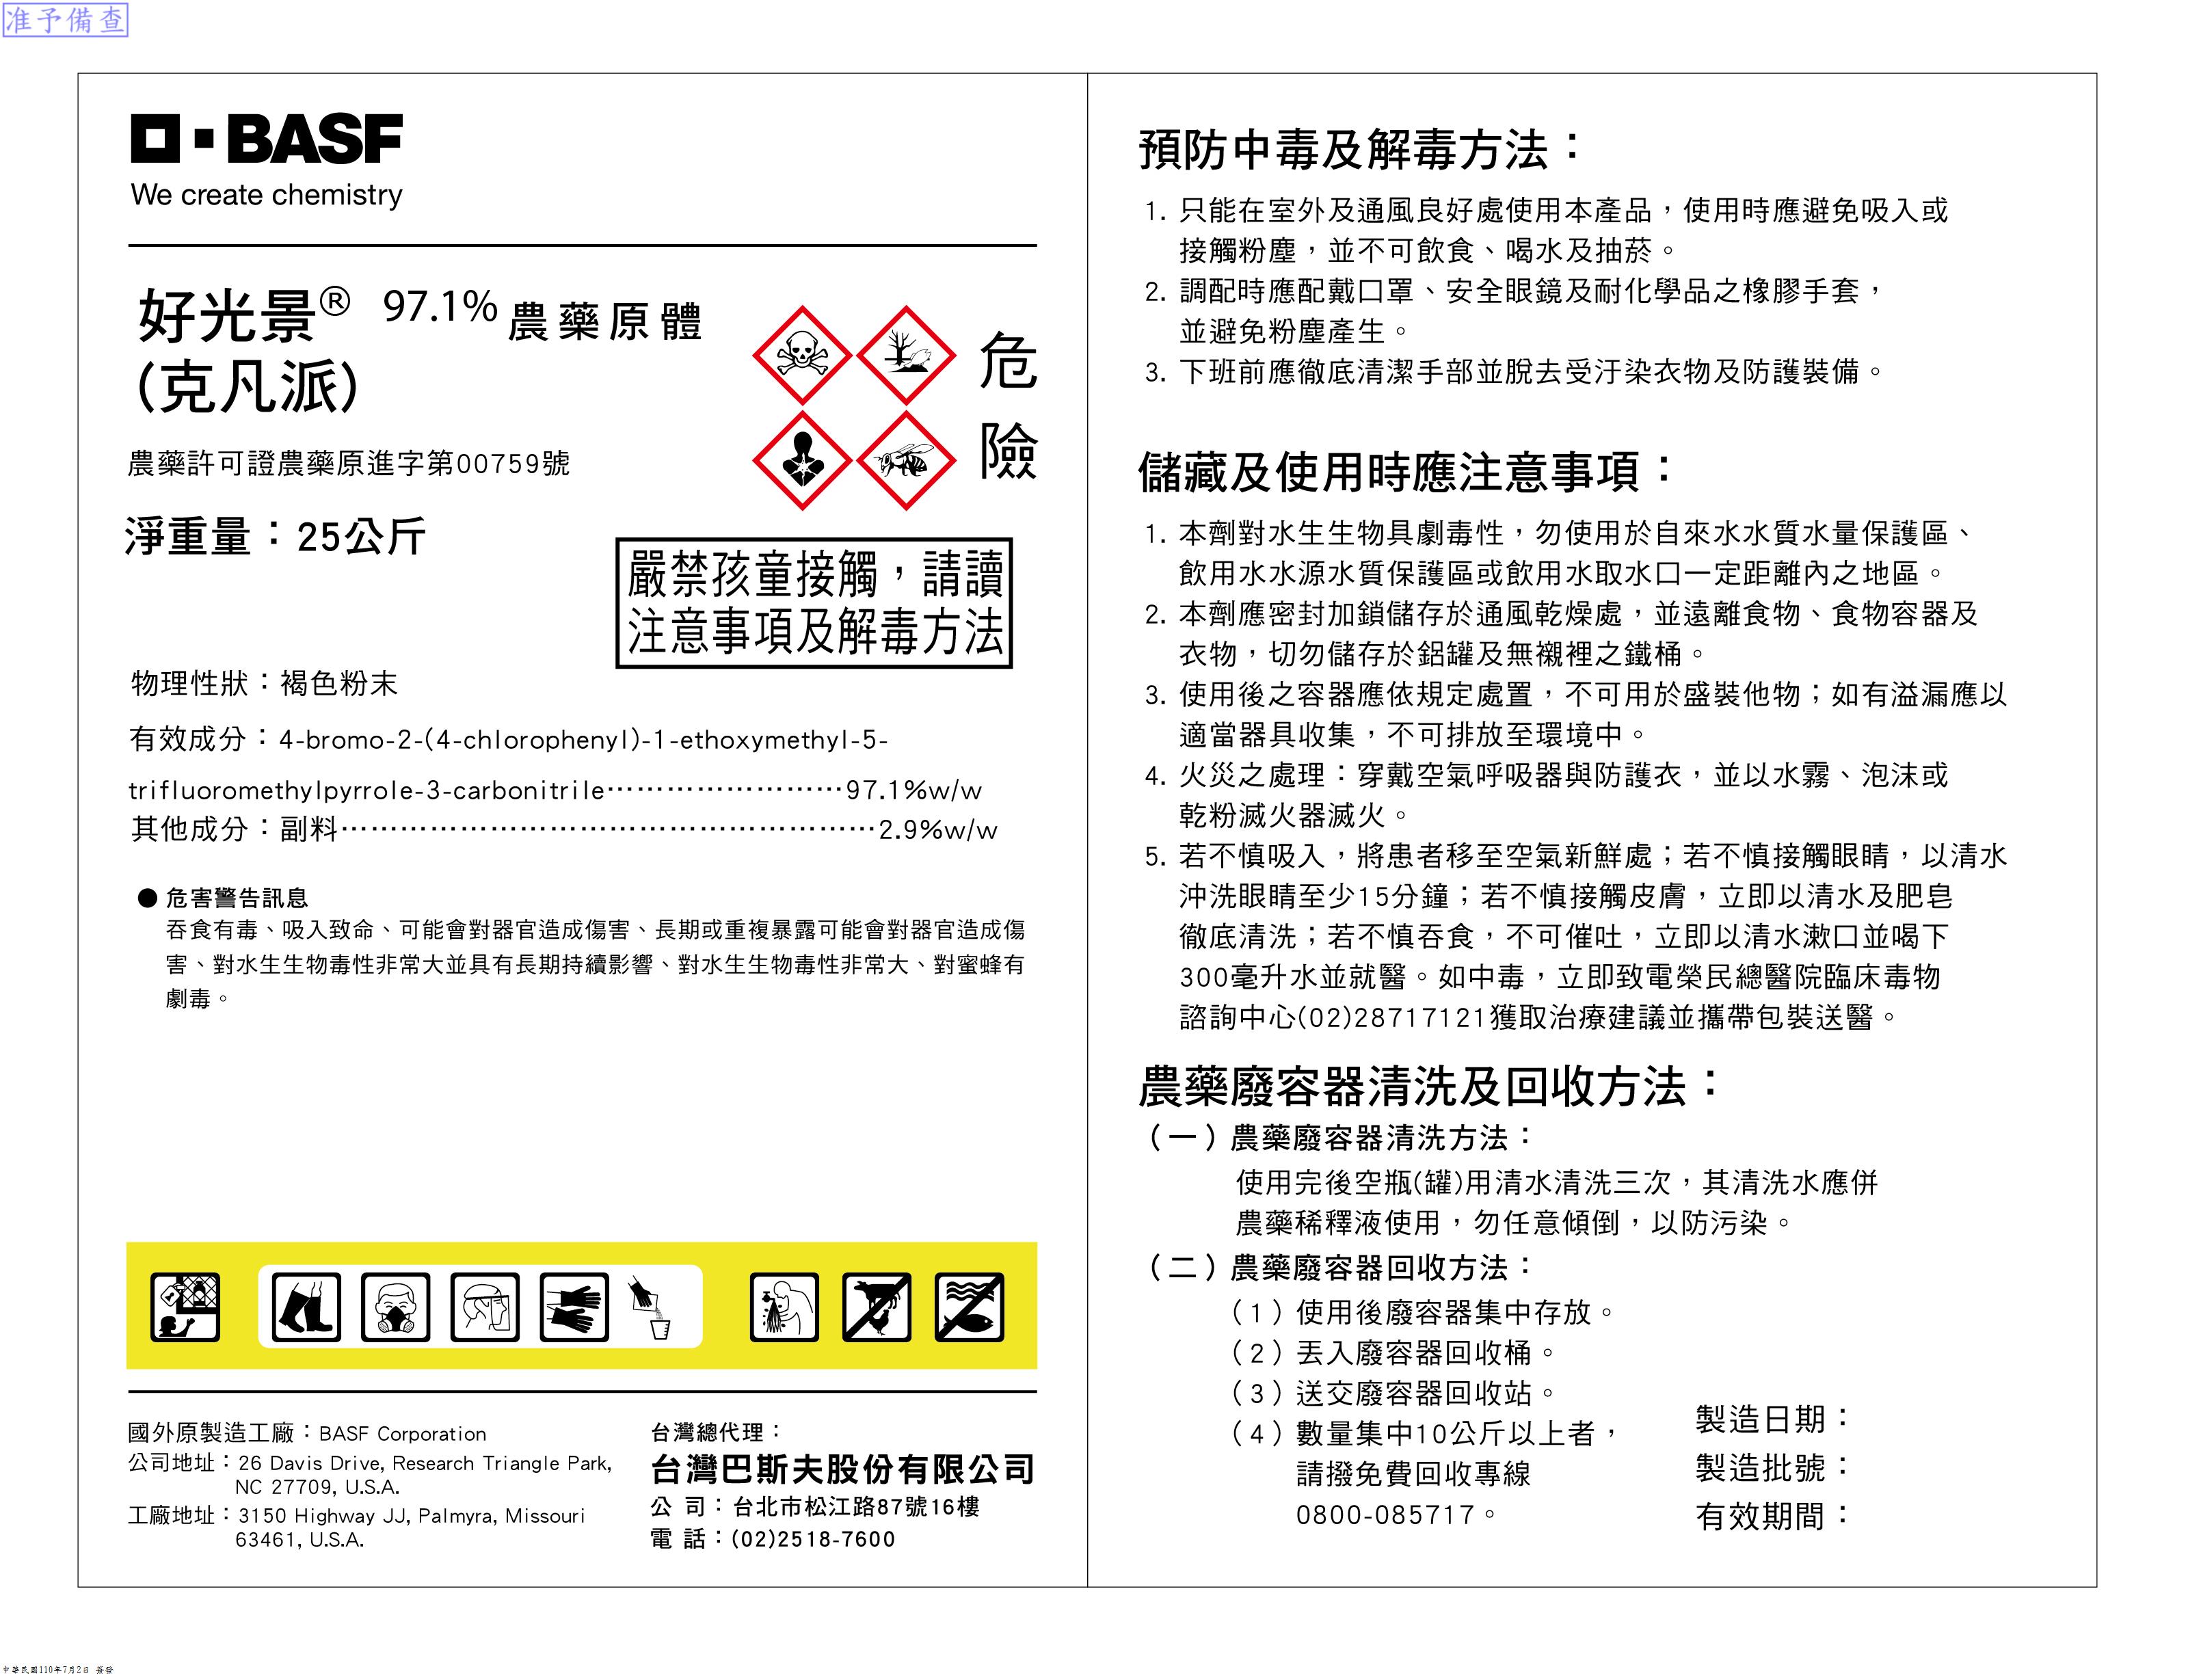 准予備查
BASF
We create chemistry
好光景® 97.1% 農藥原體
(克凡派)
危
險
農藥許可證農藥原進字第00759號
淨重量：25公斤
嚴禁孩童接觸，請讀
注意事項及解毒方法
物理性狀：褐色粉末
有效成分：4-bromo-2-(4-chlorophenyl)-1-ethoxymethyl-5-
trifluoromethylpyrrole-3-carbonitrile……………………97.1%w/w
其他成分：副料………………………………………………2.9%w/w
● 危害警告訊息
吞食有毒、吸入致命、可能會對器官造成傷害、長期或重複暴露可能會對器官造成傷
害、對水生生物毒性非常大並具有長期持續影響、對水生生物毒性非常大、對蜜蜂有
劇毒。
國外原製造工廠：BASF Corporation
公司地址：26 Davis Drive, Research Triangle Park,
NC 27709, U.S.A.
工廠地址：3150 Highway JJ, Palmyra, Missouri
63461, U.S.A.
台灣總代理：
台灣巴斯夫股份有限公司
公 司：台北市松江路87號16樓
電 話：(02)2518-7600
預防中毒及解毒方法：
1. 只能在室外及通風良好處使用本產品，使用時應避免吸入或
接觸粉塵，並不可飲食、喝水及抽菸。
2. 調配時應配戴口罩、安全眼鏡及耐化學品之橡膠手套，
並避免粉塵產生。
3. 下班前應徹底清潔手部並脫去受汙染衣物及防護裝備。
儲藏及使用時應注意事項：
1. 本劑對水生生物具劇毒性，勿使用於自來水水質水量保護區、
飲用水水源水質保護區或飲用水取水口一定距離內之地區。
2. 本劑應密封加鎖儲存於通風乾燥處，並遠離食物、食物容器及
衣物，切勿儲存於鋁罐及無襯裡之鐵桶。
3. 使用後之容器應依規定處置，不可用於盛裝他物；如有溢漏應以
適當器具收集，不可排放至環境中。
4. 火災之處理：穿戴空氣呼吸器與防護衣，並以水霧、泡沫或
乾粉滅火器滅火。
5. 若不慎吸入，將患者移至空氣新鮮處；若不慎接觸眼睛，以清水
沖洗眼睛至少15分鐘；若不慎接觸皮膚，立即以清水及肥皂
徹底清洗；若不慎吞食，不可催吐，立即以清水漱口並喝下
300毫升水並就醫。如中毒，立即致電榮民總醫院臨床毒物
諮詢中心(02)28717121獲取治療建議並攜帶包裝送醫。
農藥廢容器清洗及回收方法：
（一）農藥廢容器清洗方法：
使用完後空瓶(罐)用清水清洗三次，其清洗水應併
農藥稀釋液使用，勿任意傾倒，以防污染。
（二）農藥廢容器回收方法：
（1）使用後廢容器集中存放。
（2）丟入廢容器回收桶。
（3）送交廢容器回收站。
（4）數量集中10公斤以上者，
請撥免費回收專線
0800-085717。
製造日期：
製造批號：
有效期間：
中華民國110年7月2日 簽發